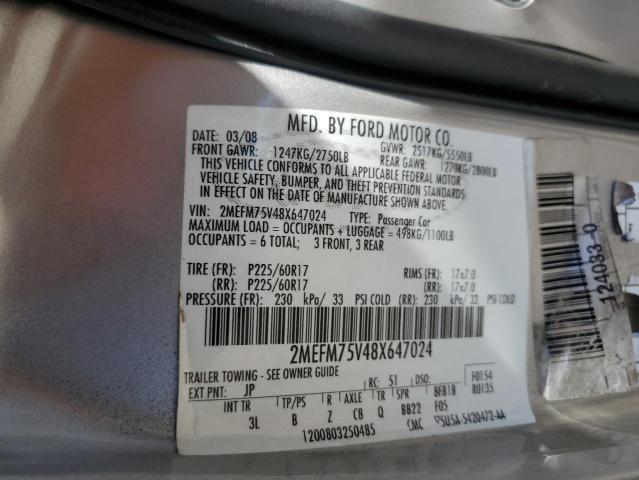 MFD. BY FORD MOTOR CO.
DATE: 03/08 GVWR: 2517KG/5550LB
FRONT GAWR: 1247KG/2750LB REAR GAWR: 1270KG/2800LB
THIS VEHICLE CONFORMS TO ALL APPLICABLE FEDERAL MOTOR
VEHICLE SAFETY, BUMPER, AND THEFT PREVENTION STANDARDS
IN EFFECT ON THE DATE OF MANUFACTURE SHOWN ABOVE.
VIN: 2MEFM75V48X647024 TYPE: Passenger Car
MAXIMUM LOAD = OCCUPANTS + LUGGAGE = 498KG/1100LB
OCCUPANTS = 6 TOTAL; 3 FRONT, 3 REAR
TIRE (FR): P225/60R17 RIMS (FR): 17x7.0
(RR): P225/60R17 (RR): 17x7.0
PRESSURE (FR): 230 kPa/ 33 PSI COLD (RR): 230 kPa/ 33 PSI COLD
2MEFM75V48X647024
TRAILER TOWING - SEE OWNER GUIDE
EXT PNT: JP RC: 51 DSO: F0154
INT TR TP/PS R AXLE TR SPR 8FB18 R0135
3L B Z C8 Q BB22 F05
1200803250485 CMC 5U5A-5420472-AA
124033-0